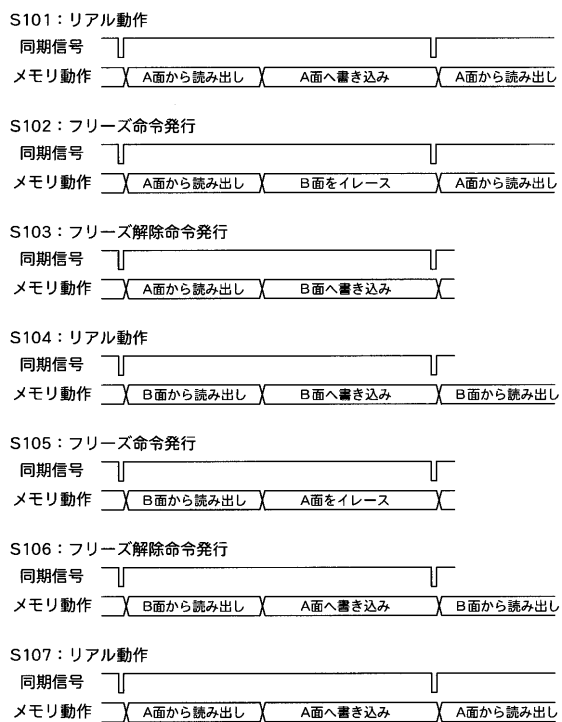 S101：リアル動作
同期信号
メモリ動作 A面から読み出し A面へ書き込み A面から読み出し
S102：フリーズ命令発行
同期信号
メモリ動作 A面から読み出し B面をイレース A面から読み出し
S103：フリーズ解除命令発行
同期信号
メモリ動作 A面から読み出し B面へ書き込み
S104：リアル動作
同期信号
メモリ動作 B面から読み出し B面へ書き込み B面から読み出し
S105：フリーズ命令発行
同期信号
メモリ動作 B面から読み出し A面をイレース
S106：フリーズ解除命令発行
同期信号
メモリ動作 B面から読み出し A面へ書き込み B面から読み出し
S107：リアル動作
同期信号
メモリ動作 A面から読み出し A面へ書き込み A面から読み出し